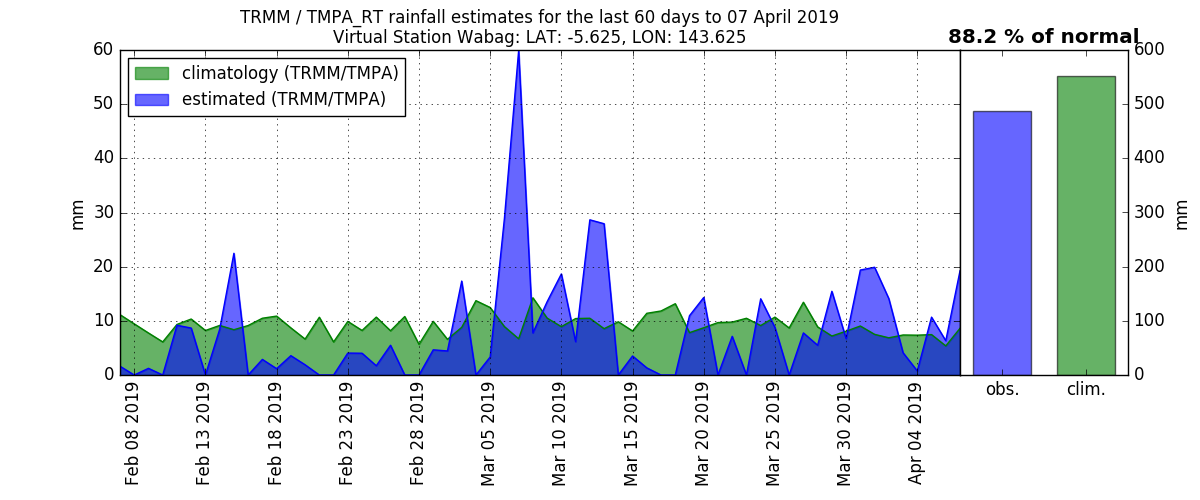 TRMM / TMPA_RT rainfall estimates for the last 60 days to 07 April 2019
Virtual Station Wabag: LAT: -5.625, LON: 143.625
88.2 % of normal
climatology (TRMM/TMPA)
estimated (TRMM/TMPA)
60
50
40
30
20
10
0
mm
600
500
400
300
200
100
0
mm
Feb 08 2019
Feb 13 2019
Feb 18 2019
Feb 23 2019
Feb 28 2019
Mar 05 2019
Mar 10 2019
Mar 15 2019
Mar 20 2019
Mar 25 2019
Mar 30 2019
Apr 04 2019
obs.
clim.